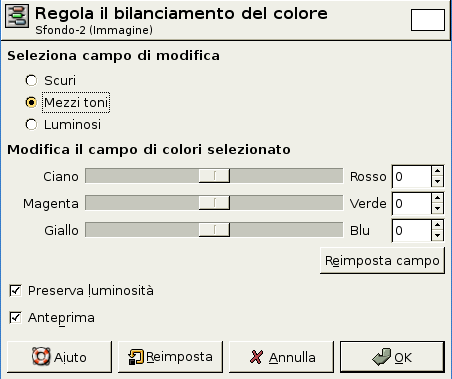 Regola il bilanciamento del colore
Sfondo-2 (Immagine)
Seleziona campo di modifica
Scuri
Mezzi toni
Luminosi
Modifica il campo di colori selezionato
Ciano Rosso 0
Magenta Verde 0
Giallo Blu 0
Reimposta campo
Preserva luminosità
Anteprima
Aiuto Reimposta Annulla OK